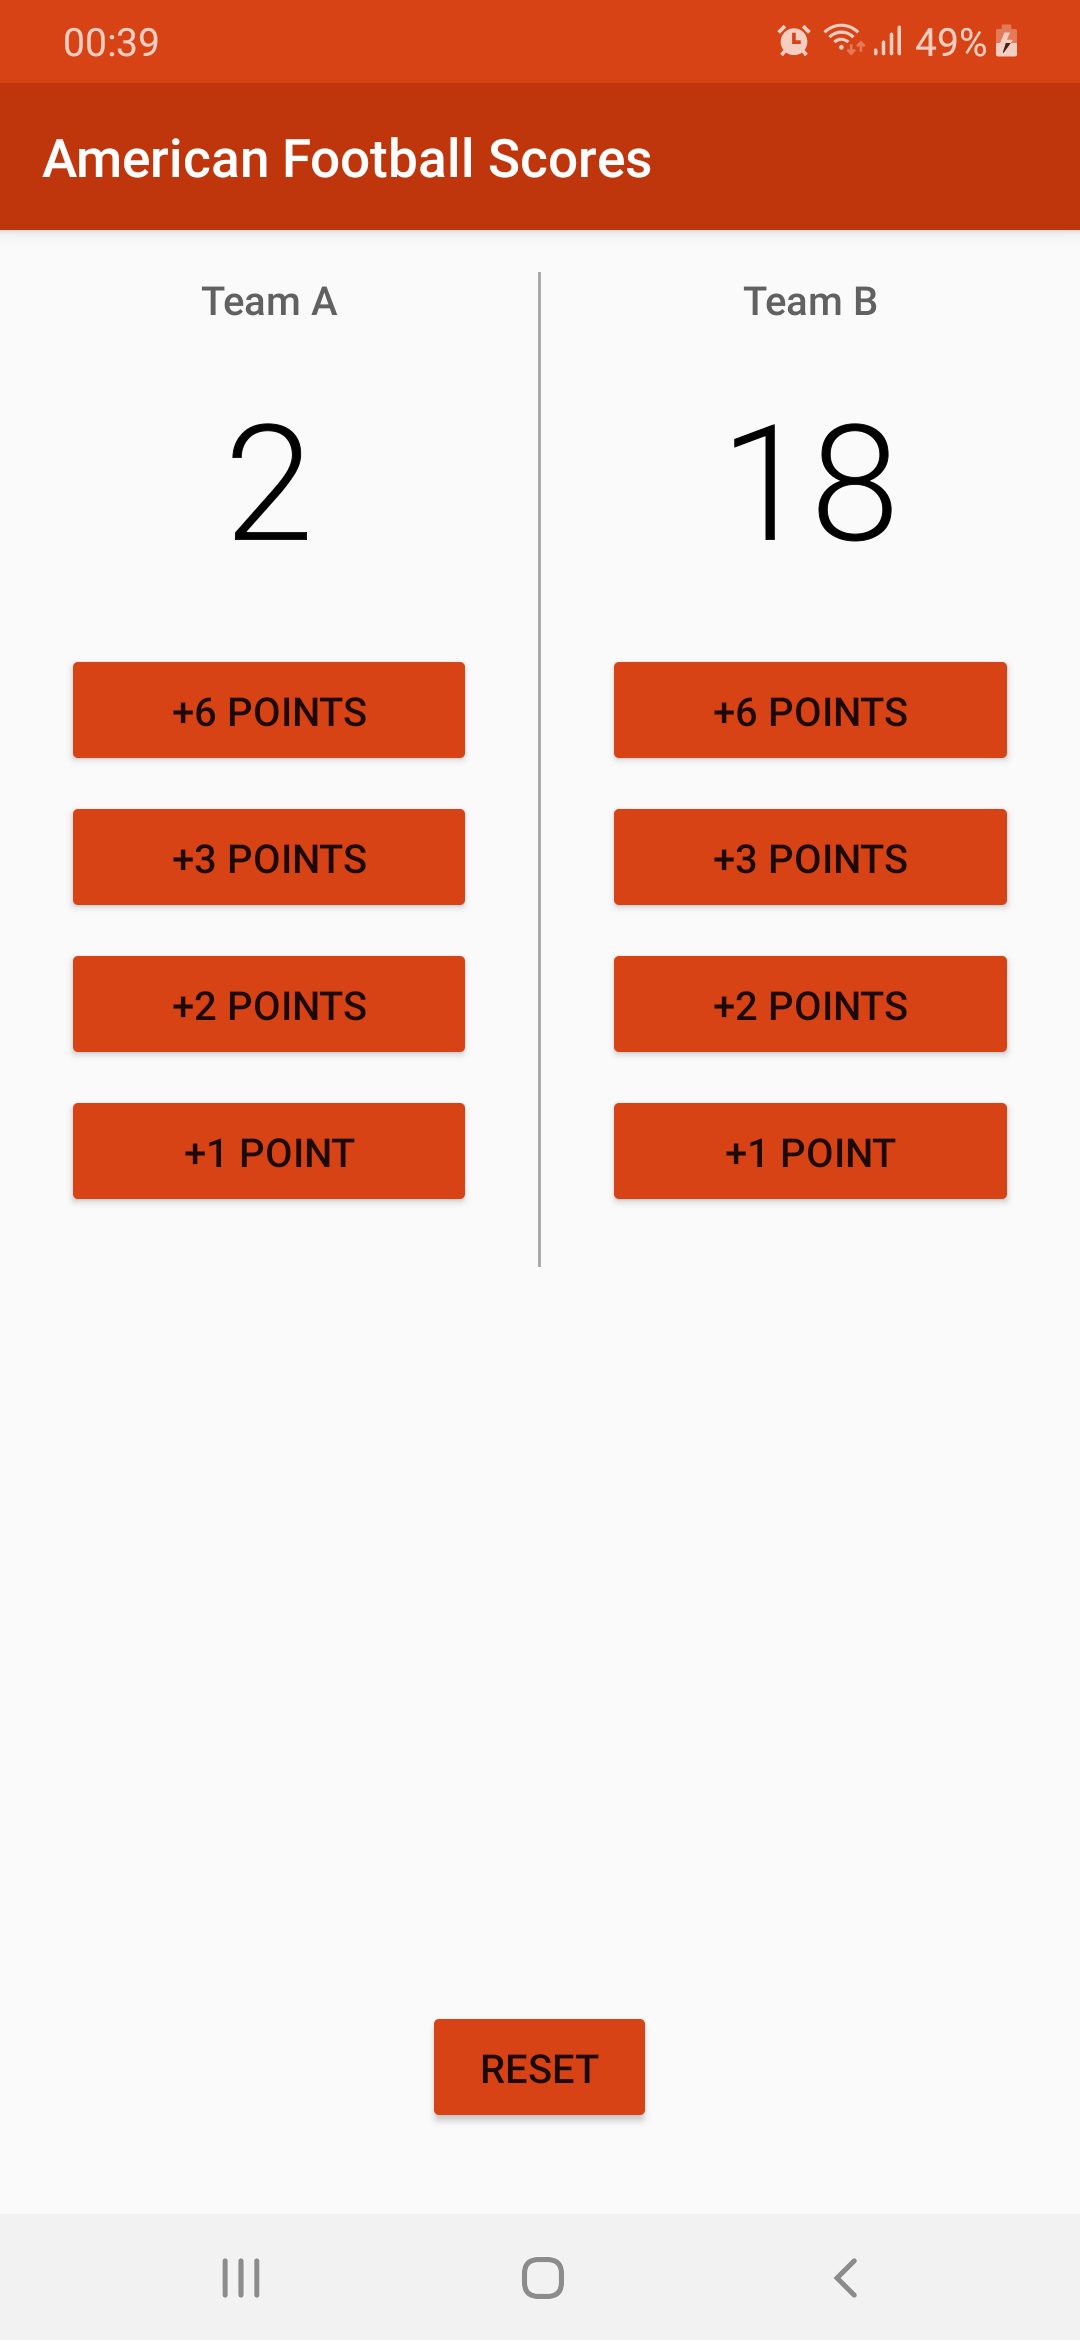 00:39 49%
American Football Scores
Team A
2
+6 POINTS
+3 POINTS
+2 POINTS
+1 POINT
Team B
18
+6 POINTS
+3 POINTS
+2 POINTS
+1 POINT
RESET